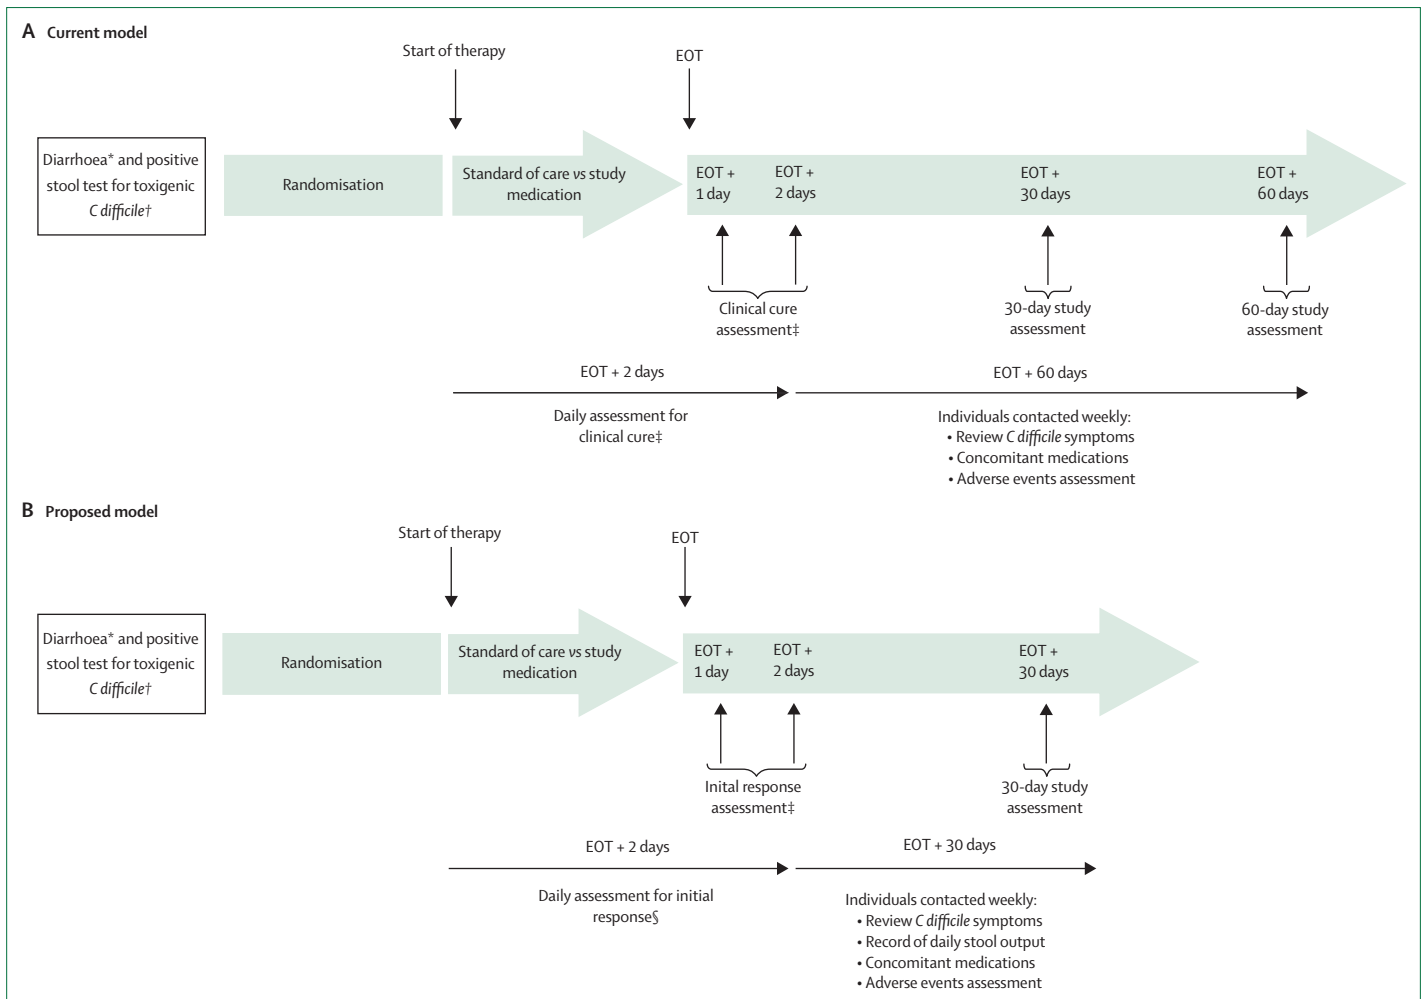 A Current model
Start of therapy
EOT
Diarrhoea* and positive
stool test for toxigenic
C difficile†
Randomisation
Standard of care vs study
medication
EOT +
1 day
EOT +
2 days
EOT +
30 days
EOT +
60 days
Clinical cure
assessment‡
30-day study
assessment
60-day study
assessment
EOT + 2 days
Daily assessment for
clinical cure‡
EOT + 60 days
Individuals contacted weekly:
• Review C difficile symptoms
• Concomitant medications
• Adverse events assessment
B Proposed model
Start of therapy
EOT
Diarrhoea* and positive
stool test for toxigenic
C difficile†
Randomisation
Standard of care vs study
medication
EOT +
1 day
EOT +
2 days
EOT +
30 days
Inital response
assessment‡
30-day study
assessment
EOT + 2 days
Daily assessment for initial
response§
EOT + 30 days
Individuals contacted weekly:
• Review C difficile symptoms
• Record of daily stool output
• Concomitant medications
• Adverse events assessment